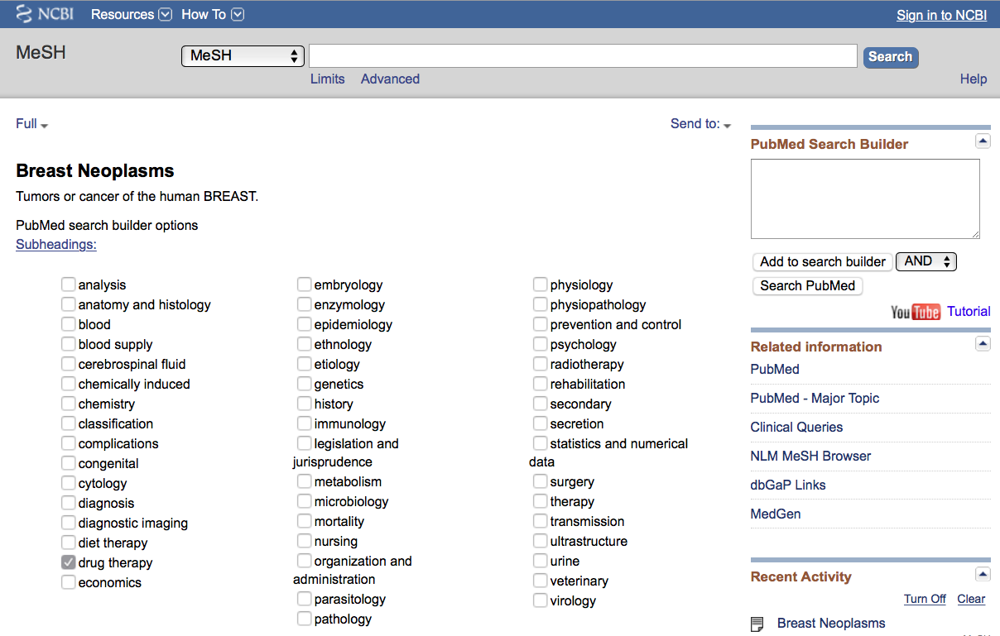 NCBI Resources How To Sign in to NCBI
MeSH MeSH Search
Limits Advanced Help
Full Send to:
Breast Neoplasms
Tumors or cancer of the human BREAST.
PubMed search builder options
Subheadings:
analysis
anatomy and histology
blood
blood supply
cerebrospinal fluid
chemically induced
chemistry
classification
complications
congenital
cytology
diagnosis
diagnostic imaging
diet therapy
drug therapy
economics
embryology
enzymology
epidemiology
ethnology
etiology
genetics
history
immunology
legislation and
jurisprudence
metabolism
microbiology
mortality
nursing
organization and
administration
parasitology
pathology
physiology
physiopathology
prevention and control
psychology
radiotherapy
rehabilitation
secondary
secretion
statistics and numerical
data
surgery
therapy
transmission
ultrastructure
urine
veterinary
virology
PubMed Search Builder
Add to search builder AND
Search PubMed
YouTube Tutorial
Related information
PubMed
PubMed - Major Topic
Clinical Queries
NLM MeSH Browser
dbGaP Links
MedGen
Recent Activity
Turn Off Clear
Breast Neoplasms